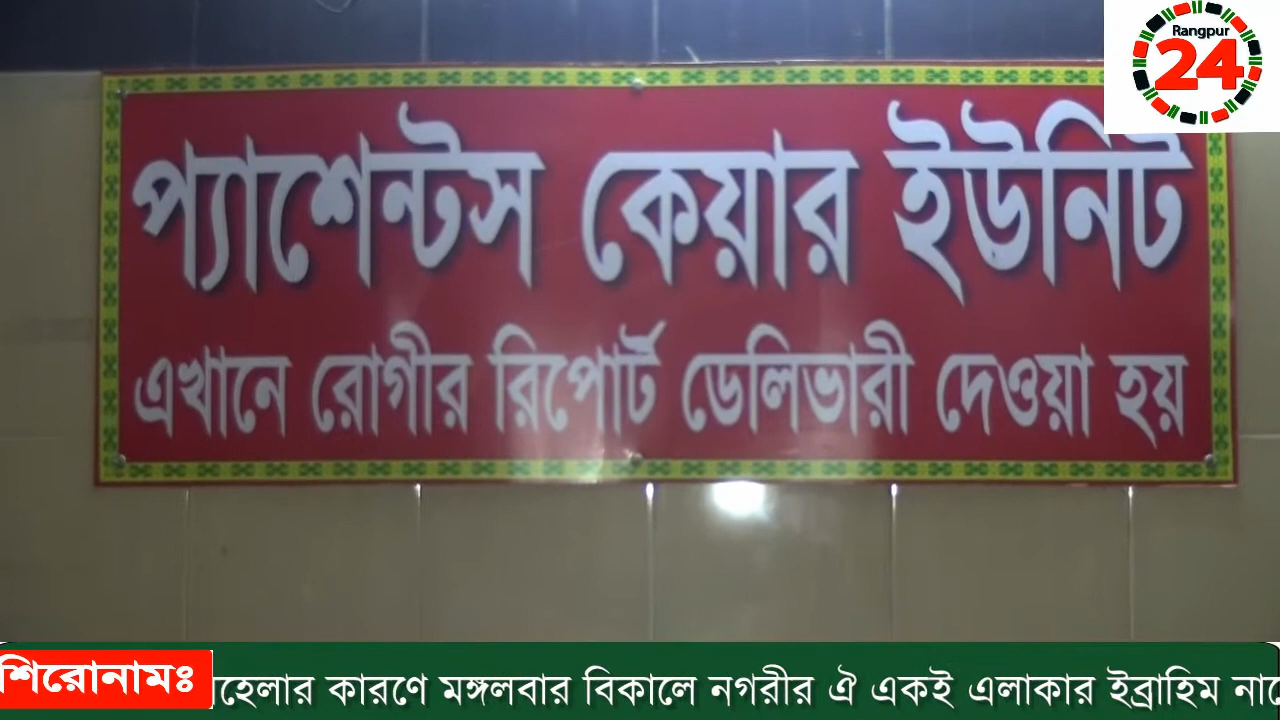 Rangpur
24
প্যাশেন্টস কেয়ার ইউনিট
এখানে রোগীর রিপোর্ট ডেলিভারী দেওয়া হয়
শিরোনামঃ
কারণে মঙ্গলবার বিকালে নগরীর ঐ একই এলাকার ইব্রাহিম